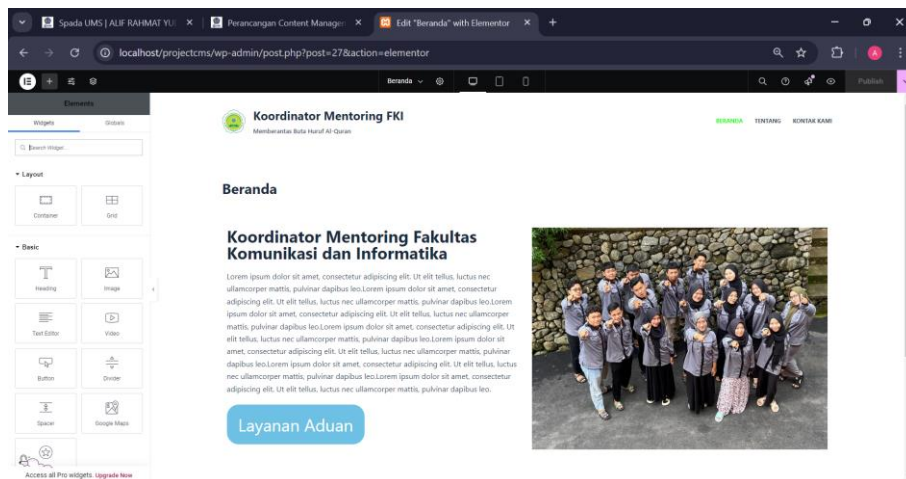 Spada UMS | ALIF RAHMAT YU
Perancangan Content Manage
Edit "Beranda" with Elementor
localhost/projectcms/wp-admin/post.php?post=27&action=elementor
A
Beranda
Publish
Elements
Widgets Globals
Search Widget...
Layout
Container Grid
Basic
Heading Image
Text Editor Video
Button Divider
Spacer Google Maps
Access all Pro widgets. Upgrade Now
Koordinator Mentoring FKI
Memberantas Buta Huruf Al-Quran
BERANDA TENTANG KONTAK KAMI
Beranda
Koordinator Mentoring Fakultas
Komunikasi dan Informatika
Lorem ipsum dolor sit amet, consectetur adipiscing elit. Ut elit tellus, luctus nec
ullamcorper mattis, pulvinar dapibus leo.Lorem ipsum dolor sit amet, consectetur
adipiscing elit. Ut elit tellus, luctus nec ullamcorper mattis, pulvinar dapibus leo.Lorem
ipsum dolor sit amet, consectetur adipiscing elit. Ut elit tellus, luctus nec ullamcorper
mattis, pulvinar dapibus leo.Lorem ipsum dolor sit amet, consectetur adipiscing elit. Ut
elit tellus, luctus nec ullamcorper mattis, pulvinar dapibus leo.Lorem ipsum dolor sit
amet, consectetur adipiscing elit. Ut elit tellus, luctus nec ullamcorper mattis, pulvinar
dapibus leo.Lorem ipsum dolor sit amet, consectetur adipiscing elit. Ut elit tellus, luctus
nec ullamcorper mattis, pulvinar dapibus leo.Lorem ipsum dolor sit amet, consectetur
adipiscing elit. Ut elit tellus, luctus nec ullamcorper mattis, pulvinar dapibus leo.
Layanan Aduan